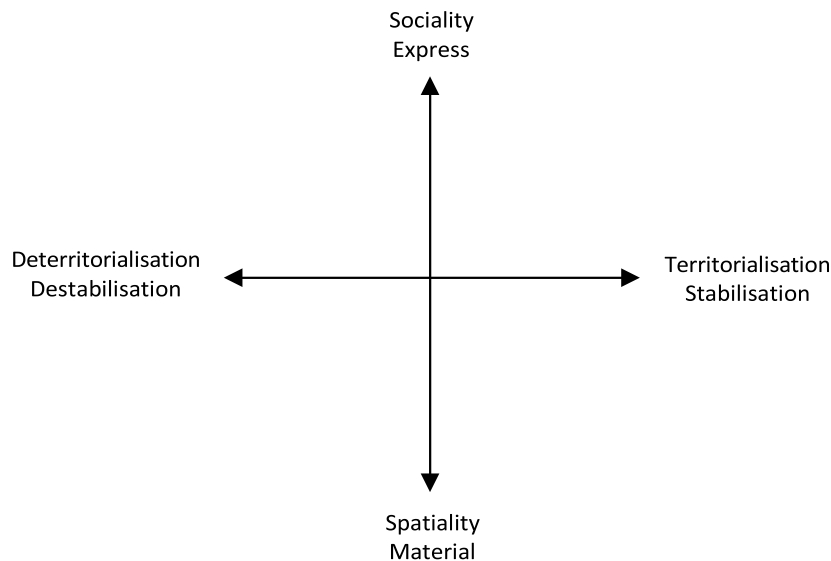 Sociality
Express
Deterritorialisation
Destabilisation
Territorialisation
Stabilisation
Spatiality
Material